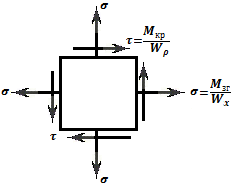 σ
τ = Mкр / Wρ
σ
σ = Mзг / Wx
τ
σ